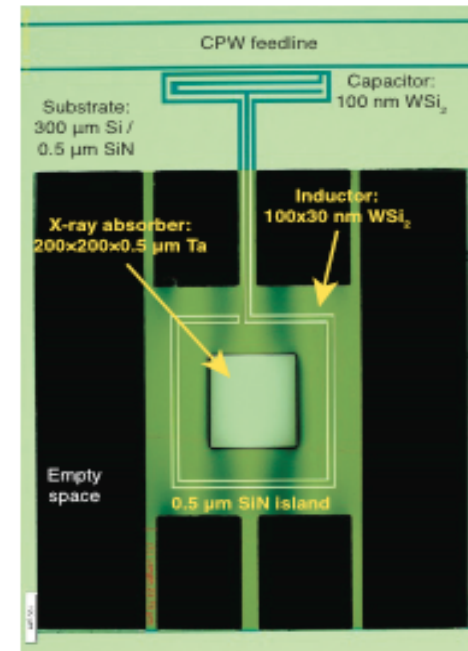 CPW feedline
Substrate:
300 µm Si /
0.5 µm SiN
Capacitor:
100 nm WSi₂
Inductor:
100x30 nm WSi₂
X-ray absorber:
200×200×0.5 µm Ta
Empty
space
0.5 µm SiN island